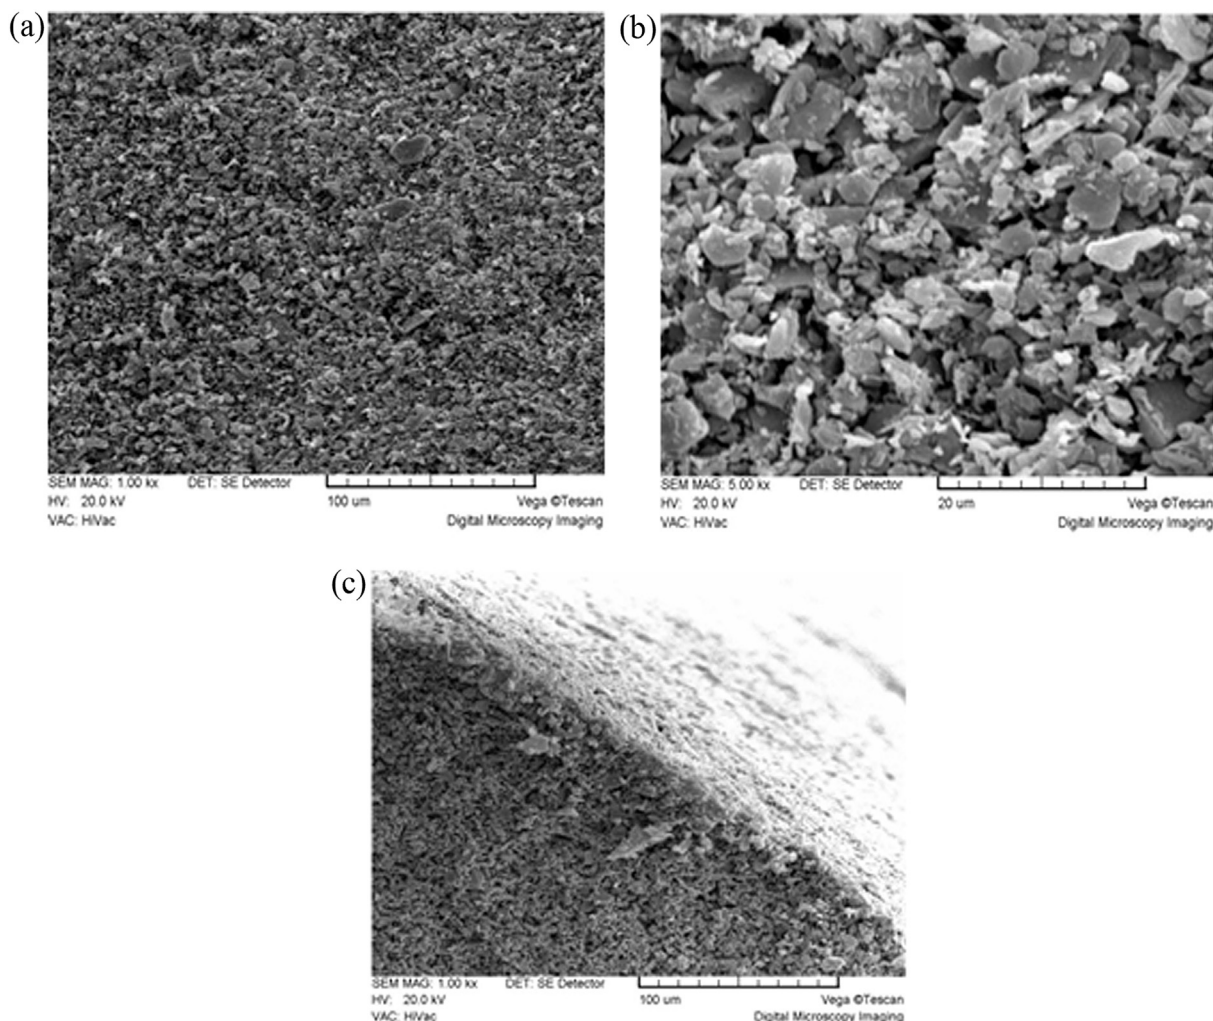 (a)
(b)
SEM MAG: 1.00 kx DET: SE Detector
HV: 20.0 kV 100 um Vega ©Tescan
VAC: HiVac Digital Microscopy Imaging
SEM MAG: 5.00 kx DET: SE Detector
HV: 20.0 kV 20 um Vega ©Tescan
VAC: HiVac Digital Microscopy Imaging
(c)
SEM MAG: 1.00 kx DET: SE Detector
HV: 20.0 kV 100 um Vega ©Tescan
VAC: HiVac Digital Microscopy Imaging